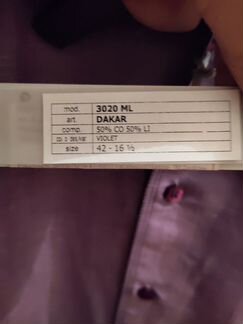 mod. 3020 ML
art. DAKAR
comp. 50% CO 50% LI
VIOLET
size 42 - 16 ½